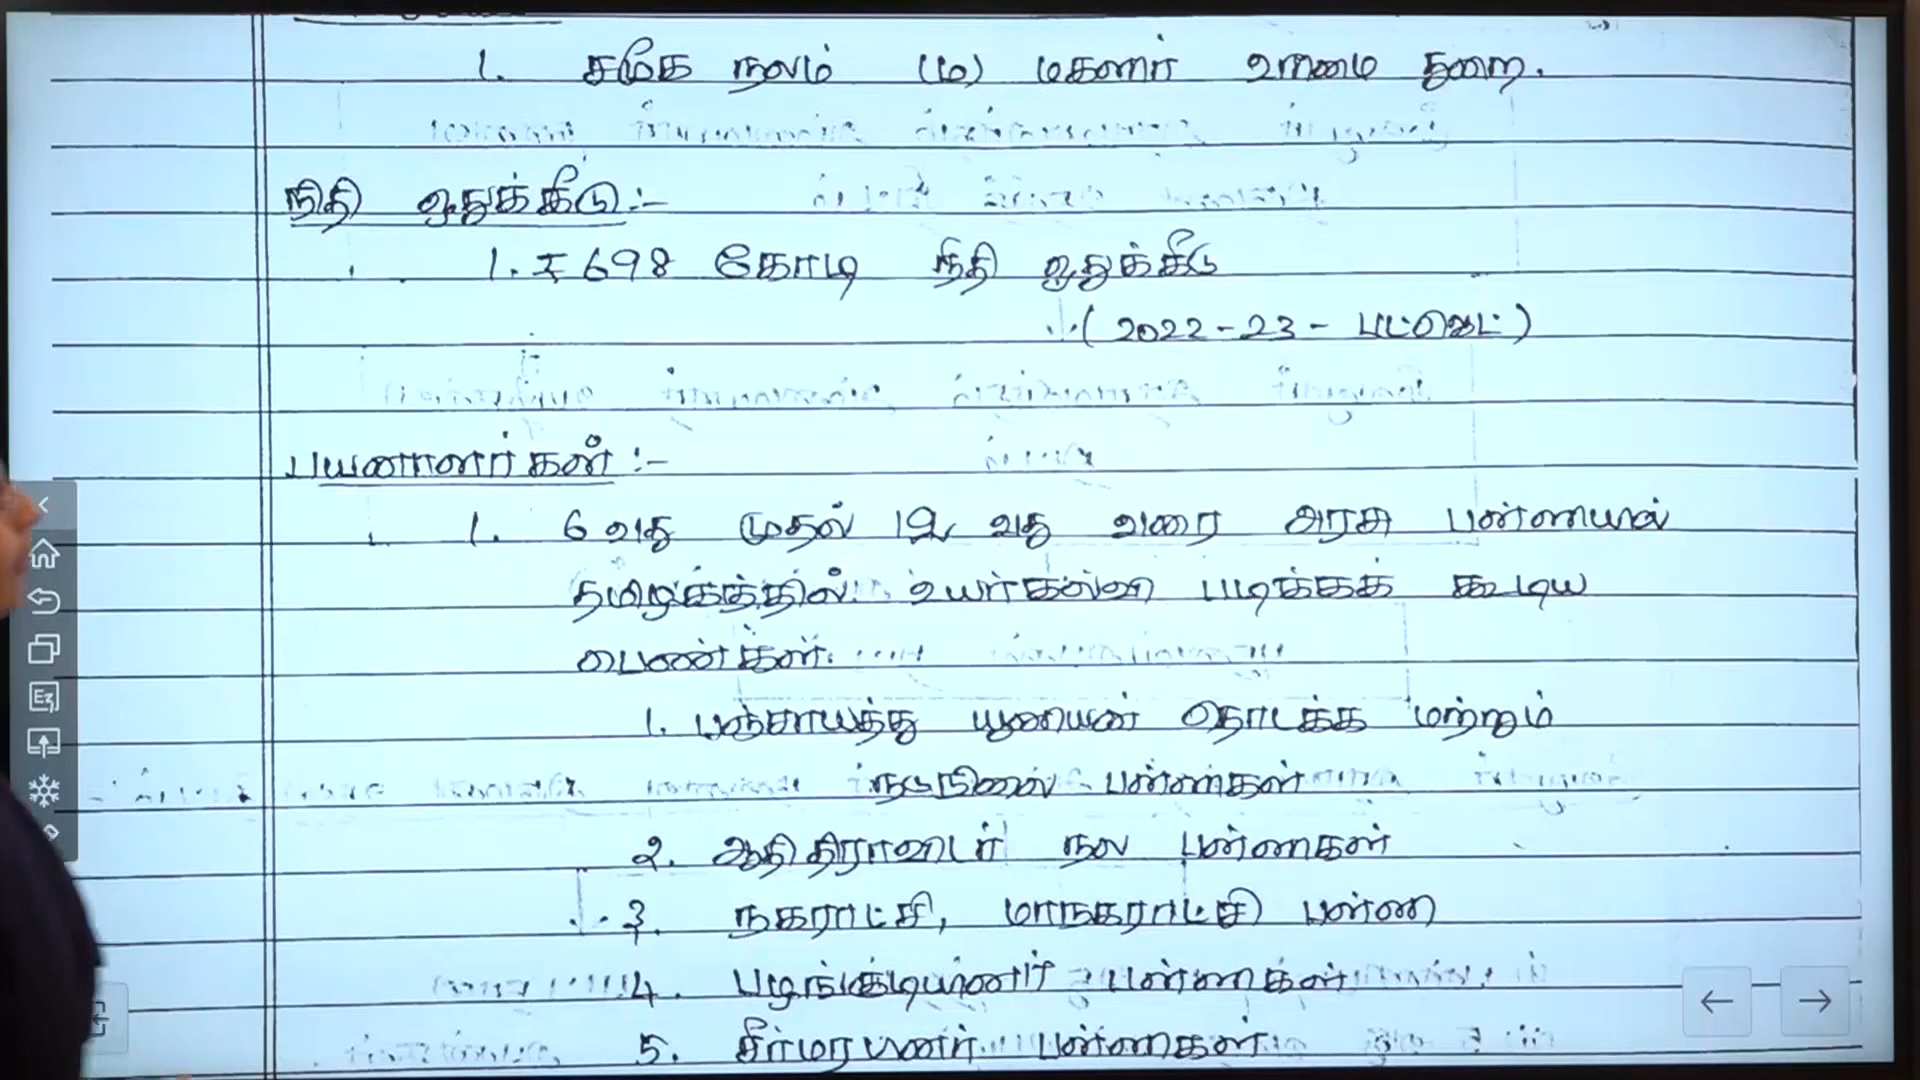 1. சமூக நலம் (ம) மகளிர் உரிமை துறை.
நிதி ஒதுக்கீடு :-
1. ₹ 698 கோடி நிதி ஒதுக்கீடு
( 2022 - 23 - பட்ஜெட் )
பயனாளர்கள் :-
1. 6 வது முதல் 12 வது வரை அரசு பள்ளியில்
தமிழகத்தில் உயர்கல்வி படிக்கக் கூடிய
பெண்கள்.
1. பஞ்சாயத்து யூனியன் தொடக்க மற்றும்
நடுநிலை பள்ளிகள்
2. ஆதிதிராவிடர் நல பள்ளிகள்
3. நகராட்சி, மாநகராட்சி பள்ளி
4. பழங்குடியினர் பள்ளிகள்
5. சீர்மரபினர் பள்ளிகள்